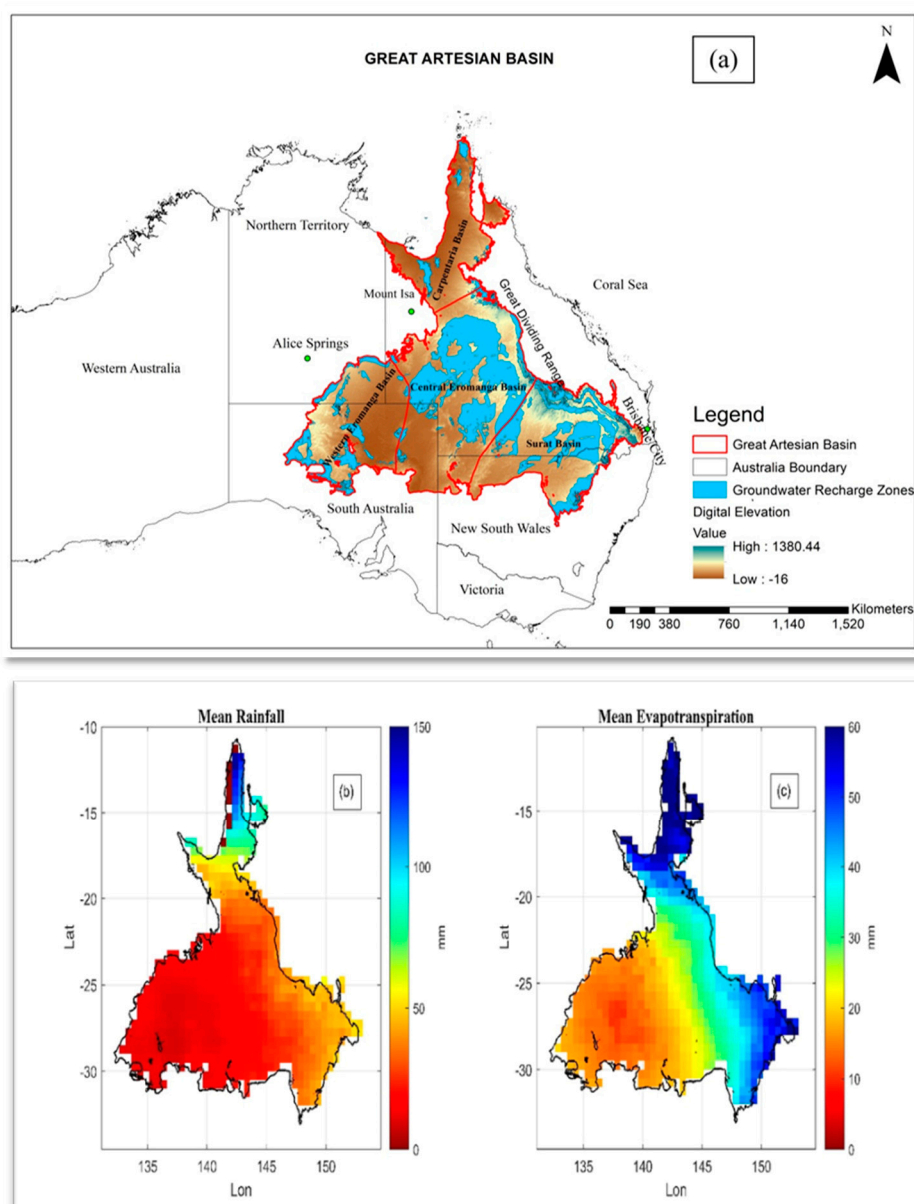 GREAT ARTESIAN BASIN
(a)
N
Northern Territory
Carpentaria Basin
Coral Sea
Mount Isa
Great Dividing Range
Alice Springs
Western Australia
Western Eromanga Basin
Central Eromanga Basin
Brisbane City
Surat Basin
South Australia
New South Wales
Victoria
Legend
Great Artesian Basin
Australia Boundary
Groundwater Recharge Zones
Digital Elevation
Value
High : 1380.44
Low : -16
Kilometers
0 190 380 760 1,140 1,520
Mean Rainfall
(b)
-10
-15
-20
-25
-30
Lat
135 140 145 150
Lon
150
100
50
0
mm
Mean Evapotranspiration
(c)
-10
-15
-20
-25
-30
Lat
135 140 145 150
Lon
60
50
40
30
20
10
0
mm